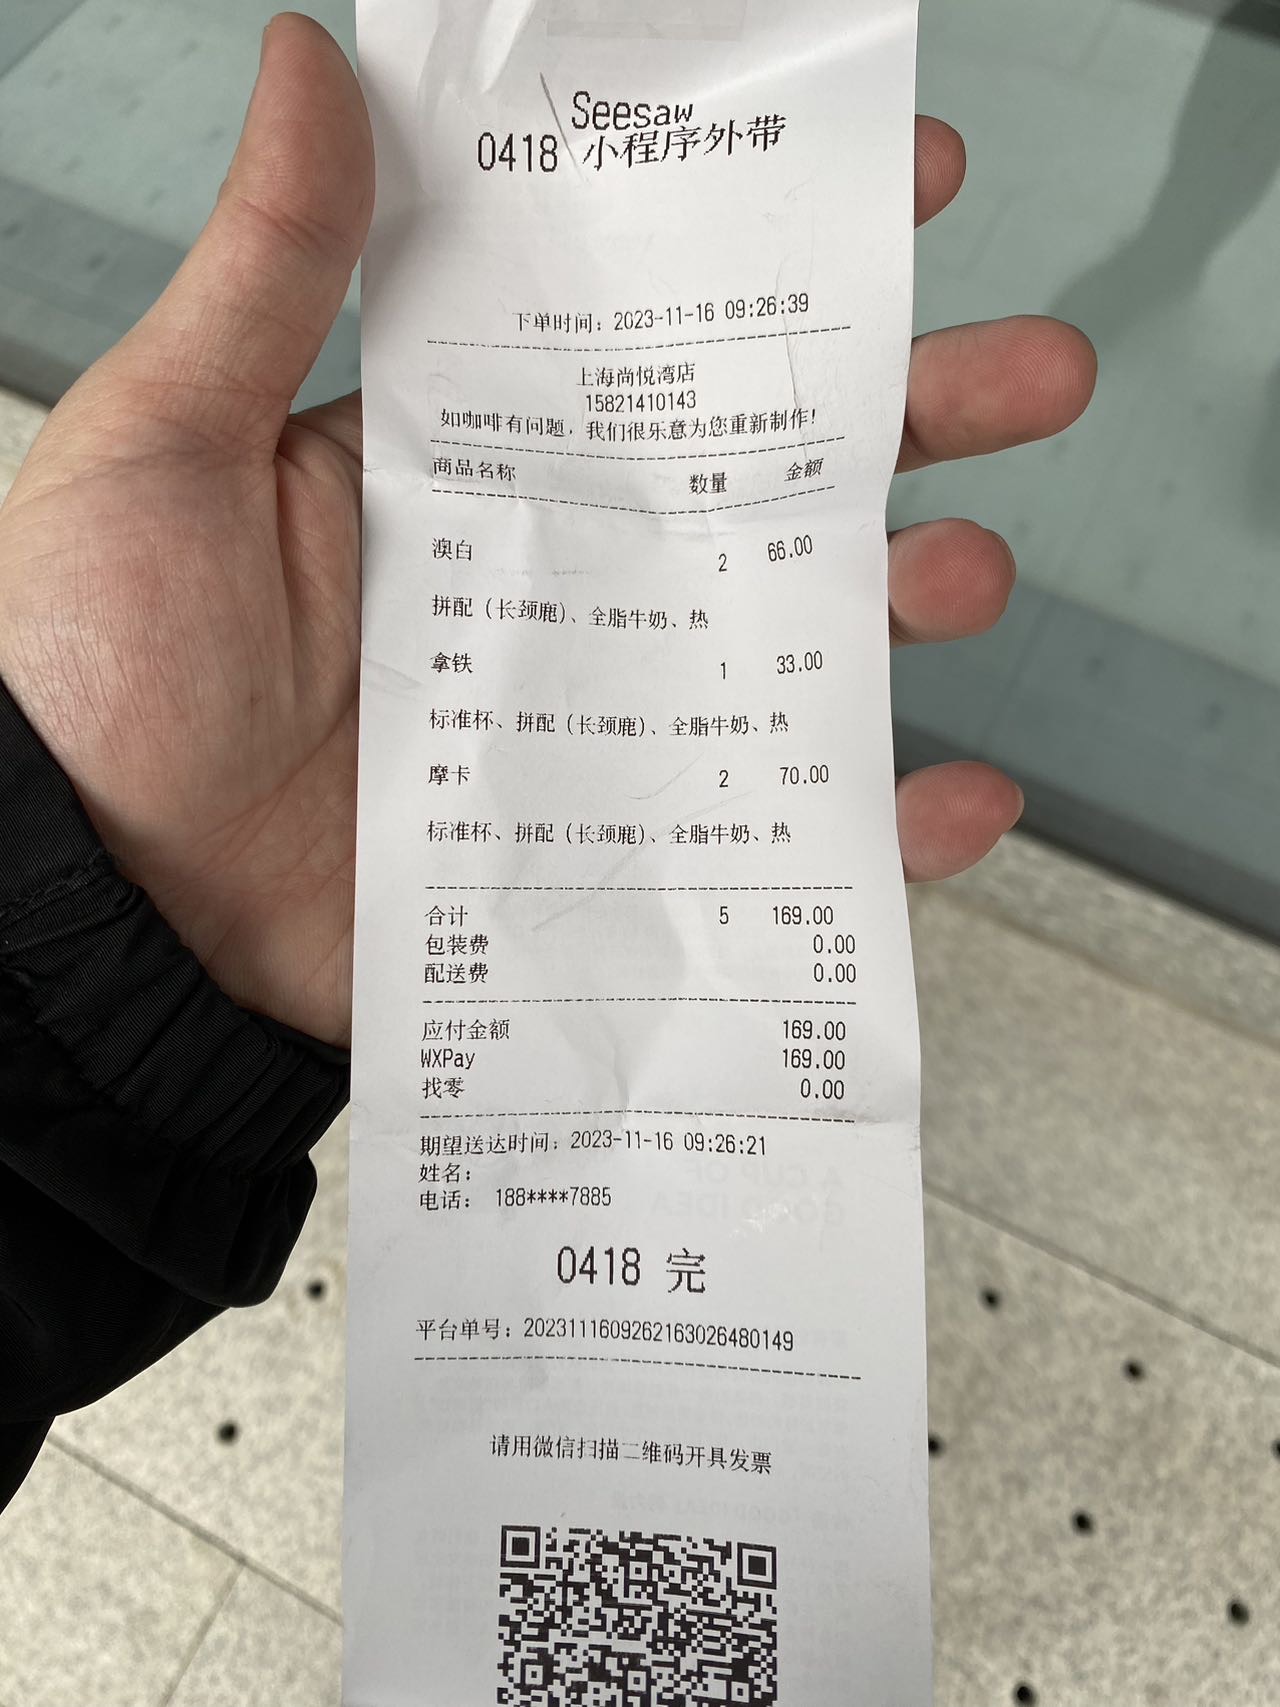 Seesaw
0418 小程序外带
下单时间：2023-11-16 09:26:39
上海尚悦湾店
15821410143
如咖啡有问题，我们很乐意为您重新制作！
商品名称 数量 金额
澳白 2 66.00
拼配（长颈鹿）、全脂牛奶、热
拿铁 1 33.00
标准杯、拼配（长颈鹿）、全脂牛奶、热
摩卡 2 70.00
标准杯、拼配（长颈鹿）、全脂牛奶、热
合计 5 169.00
包装费 0.00
配送费 0.00
应付金额 169.00
WXPay 169.00
找零 0.00
期望送达时间：2023-11-16 09:26:21
姓名：
电话： 188****7885
0418 完
平台单号：2023111609262163026480149
请用微信扫描二维码开具发票